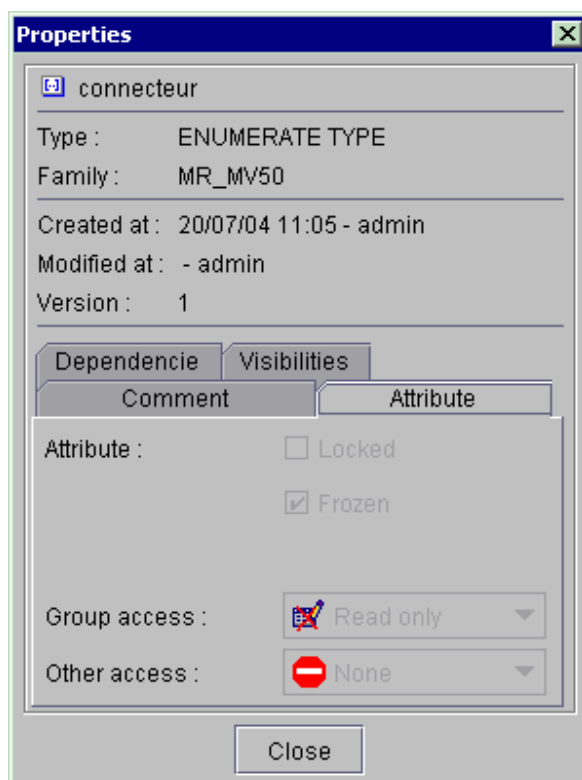 Properties
connecteur
Type : ENUMERATE TYPE
Family : MR_MV50
Created at : 20/07/04 11:05 - admin
Modified at : - admin
Version : 1
Dependencie Visibilities
Comment Attribute
Attribute : Locked
Frozen
Group access : Read only
Other access : None
Close